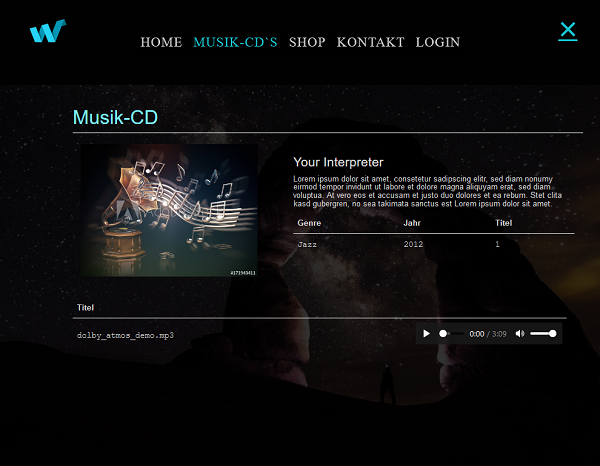 HOME MUSIK-CD`S SHOP KONTAKT LOGIN
Musik-CD
Your Interpreter
Lorem ipsum dolor sit amet, consetetur sadipscing elitr, sed diam nonumy
eirmod tempor invidunt ut labore et dolore magna aliquyam erat, sed diam
voluptua. At vero eos et accusam et justo duo dolores et ea rebum. Stet clita
kasd gubergren, no sea takimata sanctus est Lorem ipsum dolor sit amet.
Genre Jahr Titel
Jazz 2012 1
#171943411
Titel
dolby_atmos_demo.mp3 0:00 / 3:09